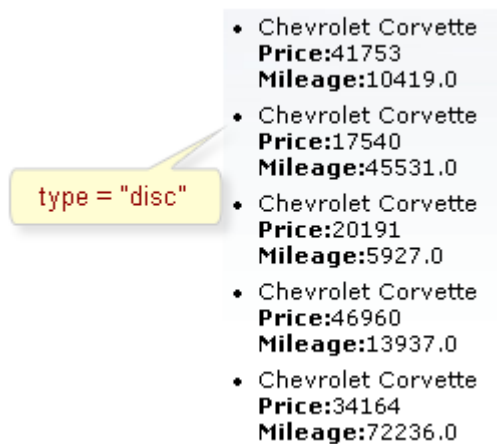 • Chevrolet Corvette
Price:41753
Mileage:10419.0
• Chevrolet Corvette
Price:17540
Mileage:45531.0
type = "disc"
• Chevrolet Corvette
Price:20191
Mileage:5927.0
• Chevrolet Corvette
Price:46960
Mileage:13937.0
• Chevrolet Corvette
Price:34164
Mileage:72236.0